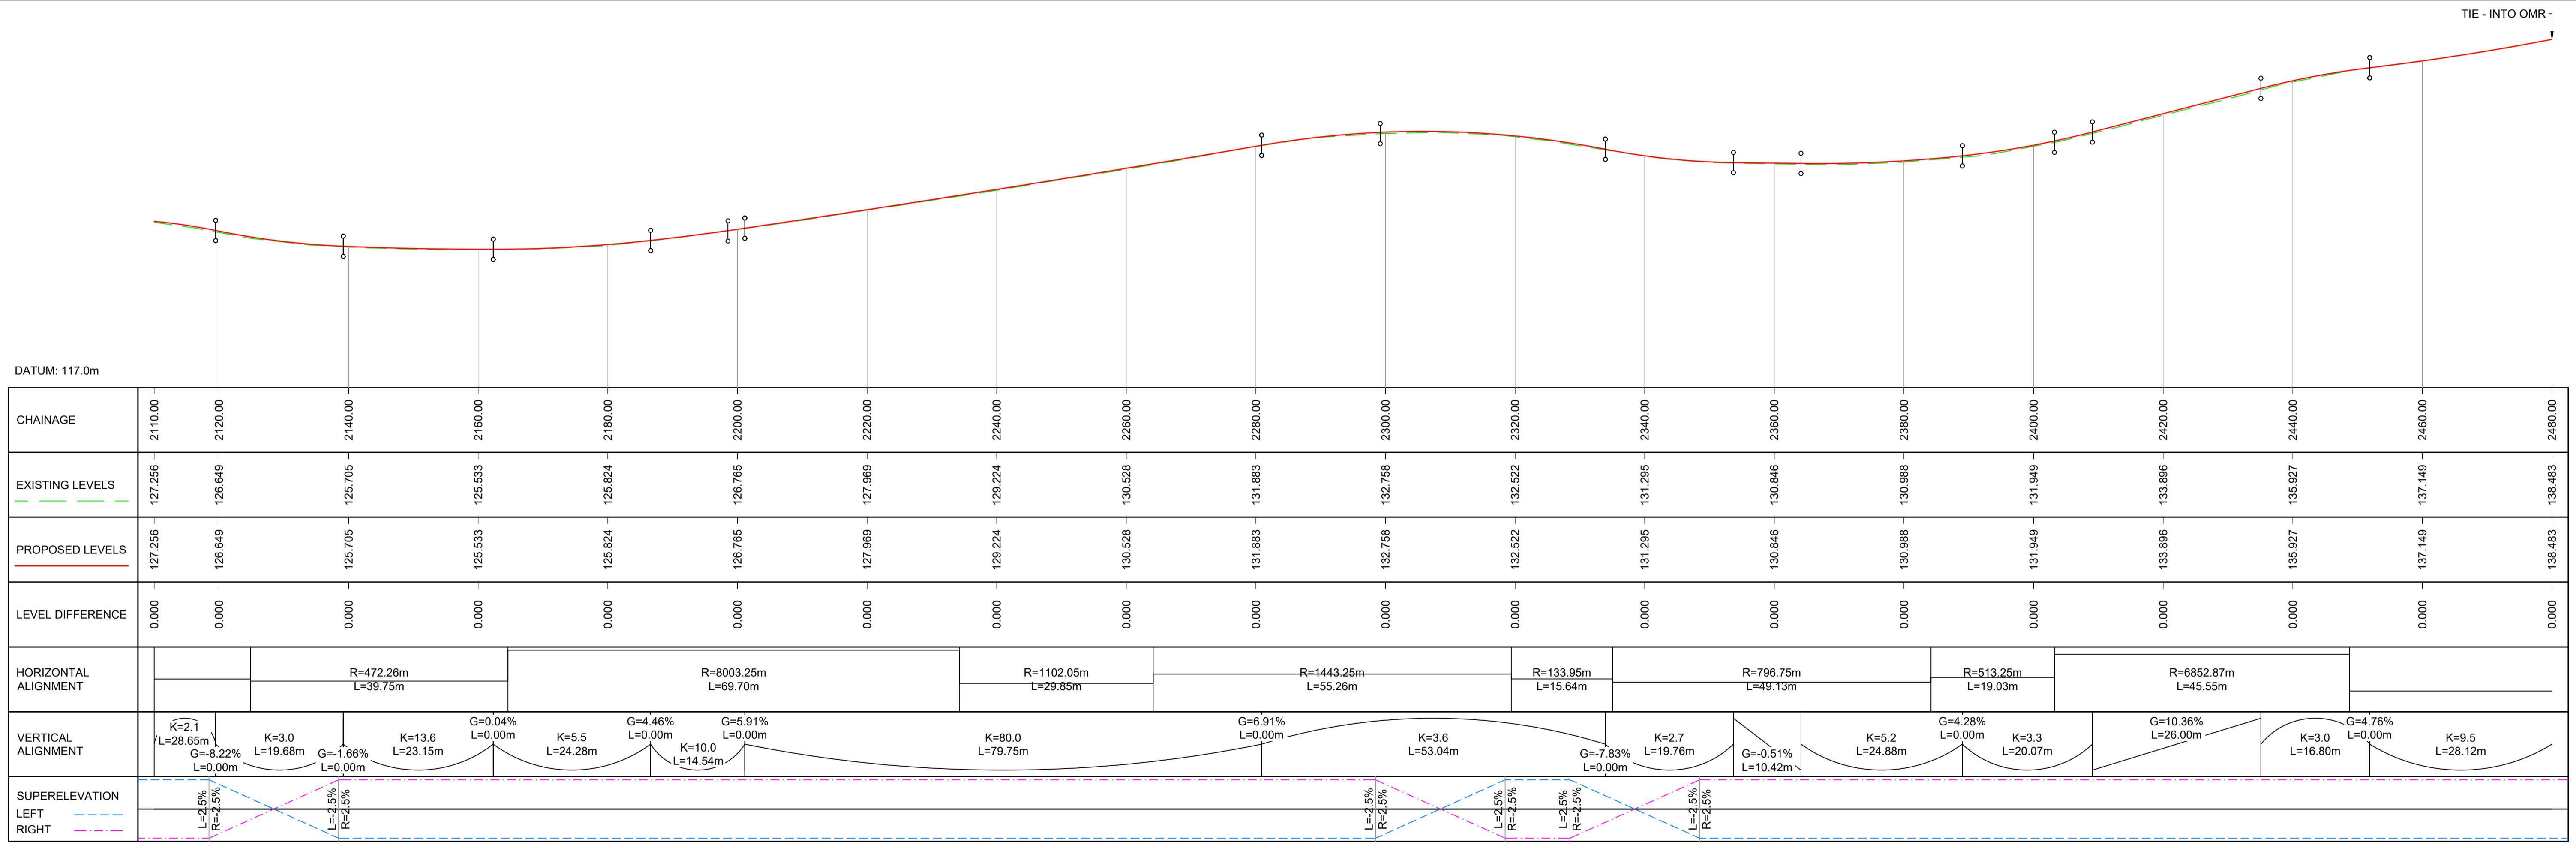 TIE - INTO OMR
DATUM: 117.0m
CHAINAGE
2110.00 2120.00 2140.00 2160.00 2180.00 2200.00 2220.00 2240.00 2260.00 2280.00 2300.00 2320.00 2340.00 2360.00 2380.00 2400.00 2420.00 2440.00 2460.00 2480.00
EXISTING LEVELS
127.256 126.649 125.705 125.533 125.824 126.765 127.969 129.224 130.528 131.883 132.758 132.522 131.295 130.846 130.988 131.949 133.896 135.927 137.149 138.483
PROPOSED LEVELS
127.256 126.649 125.705 125.533 125.824 126.765 127.969 129.224 130.528 131.883 132.758 132.522 131.295 130.846 130.988 131.949 133.896 135.927 137.149 138.483
LEVEL DIFFERENCE
0.000 0.000 0.000 0.000 0.000 0.000 0.000 0.000 0.000 0.000 0.000 0.000 0.000 0.000 0.000 0.000 0.000 0.000 0.000 0.000
HORIZONTAL
ALIGNMENT
R=472.26m
L=39.75m
R=8003.25m
L=69.70m
R=1102.05m
L=29.85m
R=1443.25m
L=55.26m
R=133.95m
L=15.64m
R=796.75m
L=49.13m
R=513.25m
L=19.03m
R=6852.87m
L=45.55m
VERTICAL
ALIGNMENT
K=2.1
L=28.65m
G=-8.22%
L=0.00m
K=3.0
L=19.68m
G=-1.66%
L=0.00m
K=13.6
L=23.15m
G=0.04%
L=0.00m
K=5.5
L=24.28m
G=4.46%
L=0.00m
K=10.0
L=14.54m
G=5.91%
L=0.00m
K=80.0
L=79.75m
G=6.91%
L=0.00m
K=3.6
L=53.04m
G=-7.83%
L=0.00m
K=2.7
L=19.76m
G=-0.51%
L=10.42m
K=5.2
L=24.88m
G=4.28%
L=0.00m
K=3.3
L=20.07m
G=10.36%
L=26.00m
K=3.0
L=16.80m
G=4.76%
L=0.00m
K=9.5
L=28.12m
SUPERELEVATION
LEFT
RIGHT
L=2.5%
R=-2.5%
L=-2.5%
R=2.5%
L=-2.5%
R=2.5%
L=2.5%
R=-2.5%
L=2.5%
R=-2.5%
L=-2.5%
R=2.5%